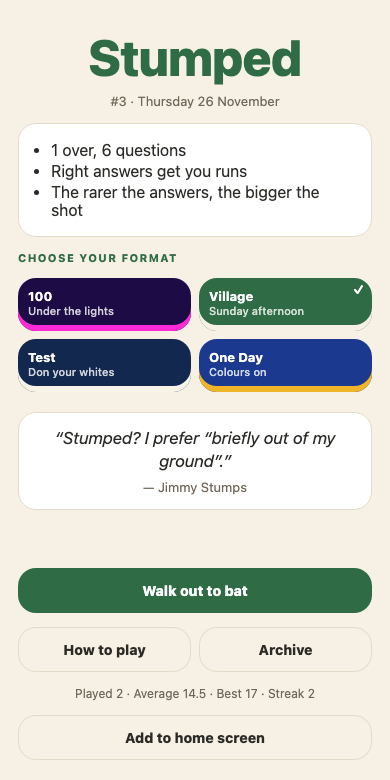 Stumped
#3 · Thursday 26 November
• 1 over, 6 questions
• Right answers get you runs
• The rarer the answers, the bigger the
shot
CHOOSE YOUR FORMAT
100
Under the lights
Village
Sunday afternoon
Test
Don your whites
One Day
Colours on
“Stumped? I prefer “briefly out of my
ground”.”
— Jimmy Stumps
Walk out to bat
How to play
Archive
Played 2 · Average 14.5 · Best 17 · Streak 2
Add to home screen